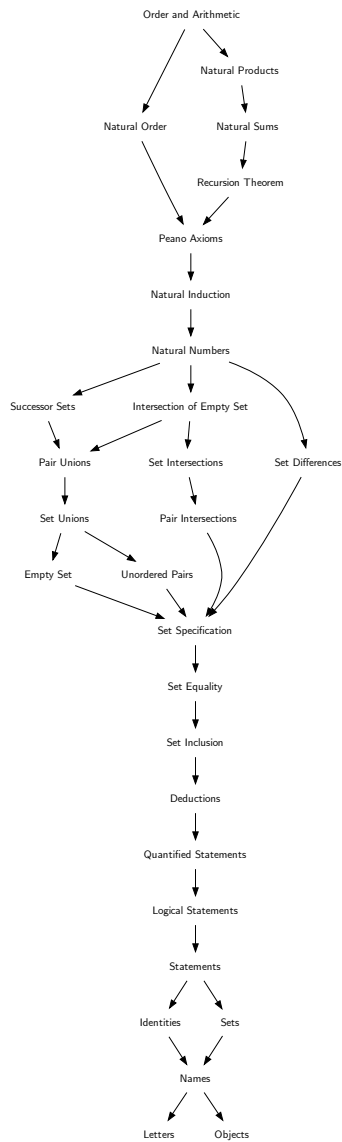 Order and Arithmetic
Natural Products
Natural Order
Natural Sums
Recursion Theorem
Peano Axioms
Natural Induction
Natural Numbers
Successor Sets
Intersection of Empty Set
Pair Unions
Set Intersections
Set Differences
Set Unions
Pair Intersections
Empty Set
Unordered Pairs
Set Specification
Set Equality
Set Inclusion
Deductions
Quantified Statements
Logical Statements
Statements
Identities
Sets
Names
Letters
Objects